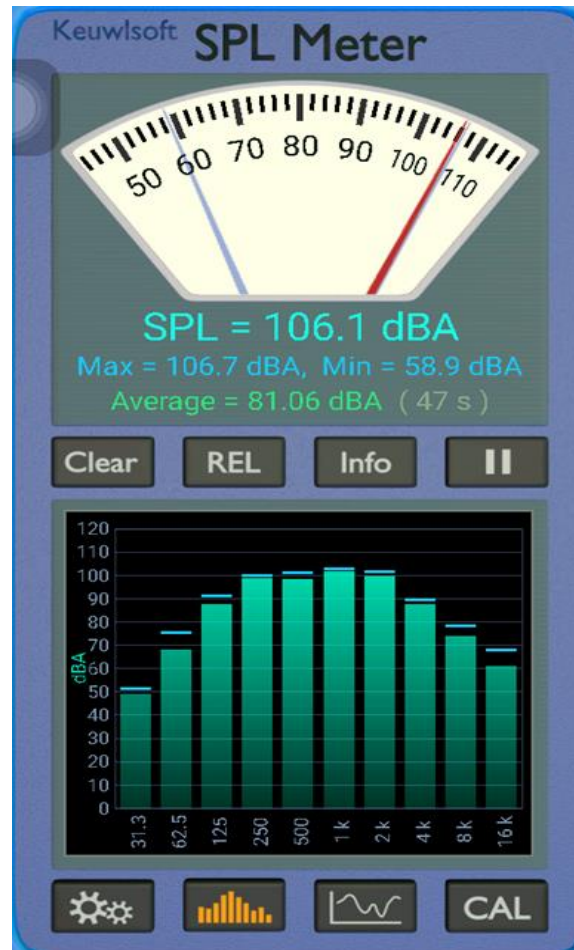 Keuwlsoft SPL Meter
50 60 70 80 90 100 110
SPL = 106.1 dBA
Max = 106.7 dBA, Min = 58.9 dBA
Average = 81.06 dBA ( 47 s )
Clear REL Info
120
110
100
90
80
70
60
50
40
30
20
10
0
dBA
31.3 62.5 125 250 500 1 k 2 k 4 k 8 k 16 k
CAL